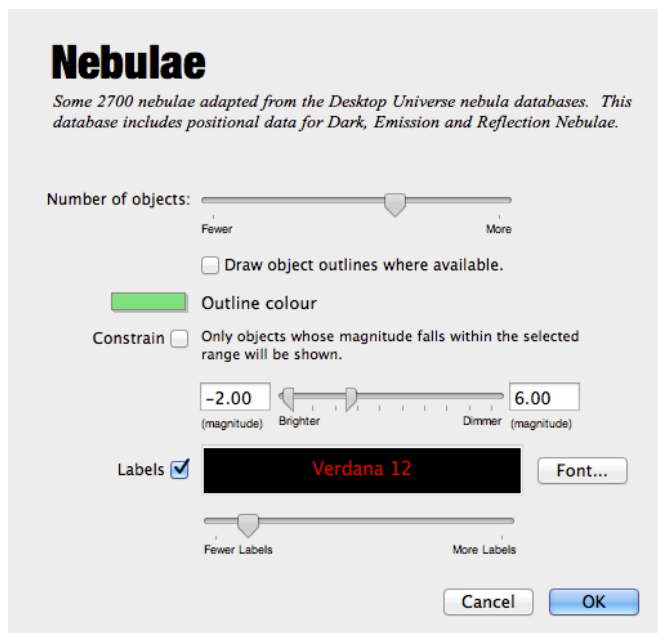 Nebulae
Some 2700 nebulae adapted from the Desktop Universe nebula databases.  This
database includes positional data for Dark, Emission and Reflection Nebulae.
Number of objects:
Fewer More
Draw object outlines where available.
Outline colour
Constrain Only objects whose magnitude falls within the selected
range will be shown.
-2.00 6.00
(magnitude) Brighter Dimmer (magnitude)
Labels Verdana 12 Font...
Fewer Labels More Labels
Cancel OK